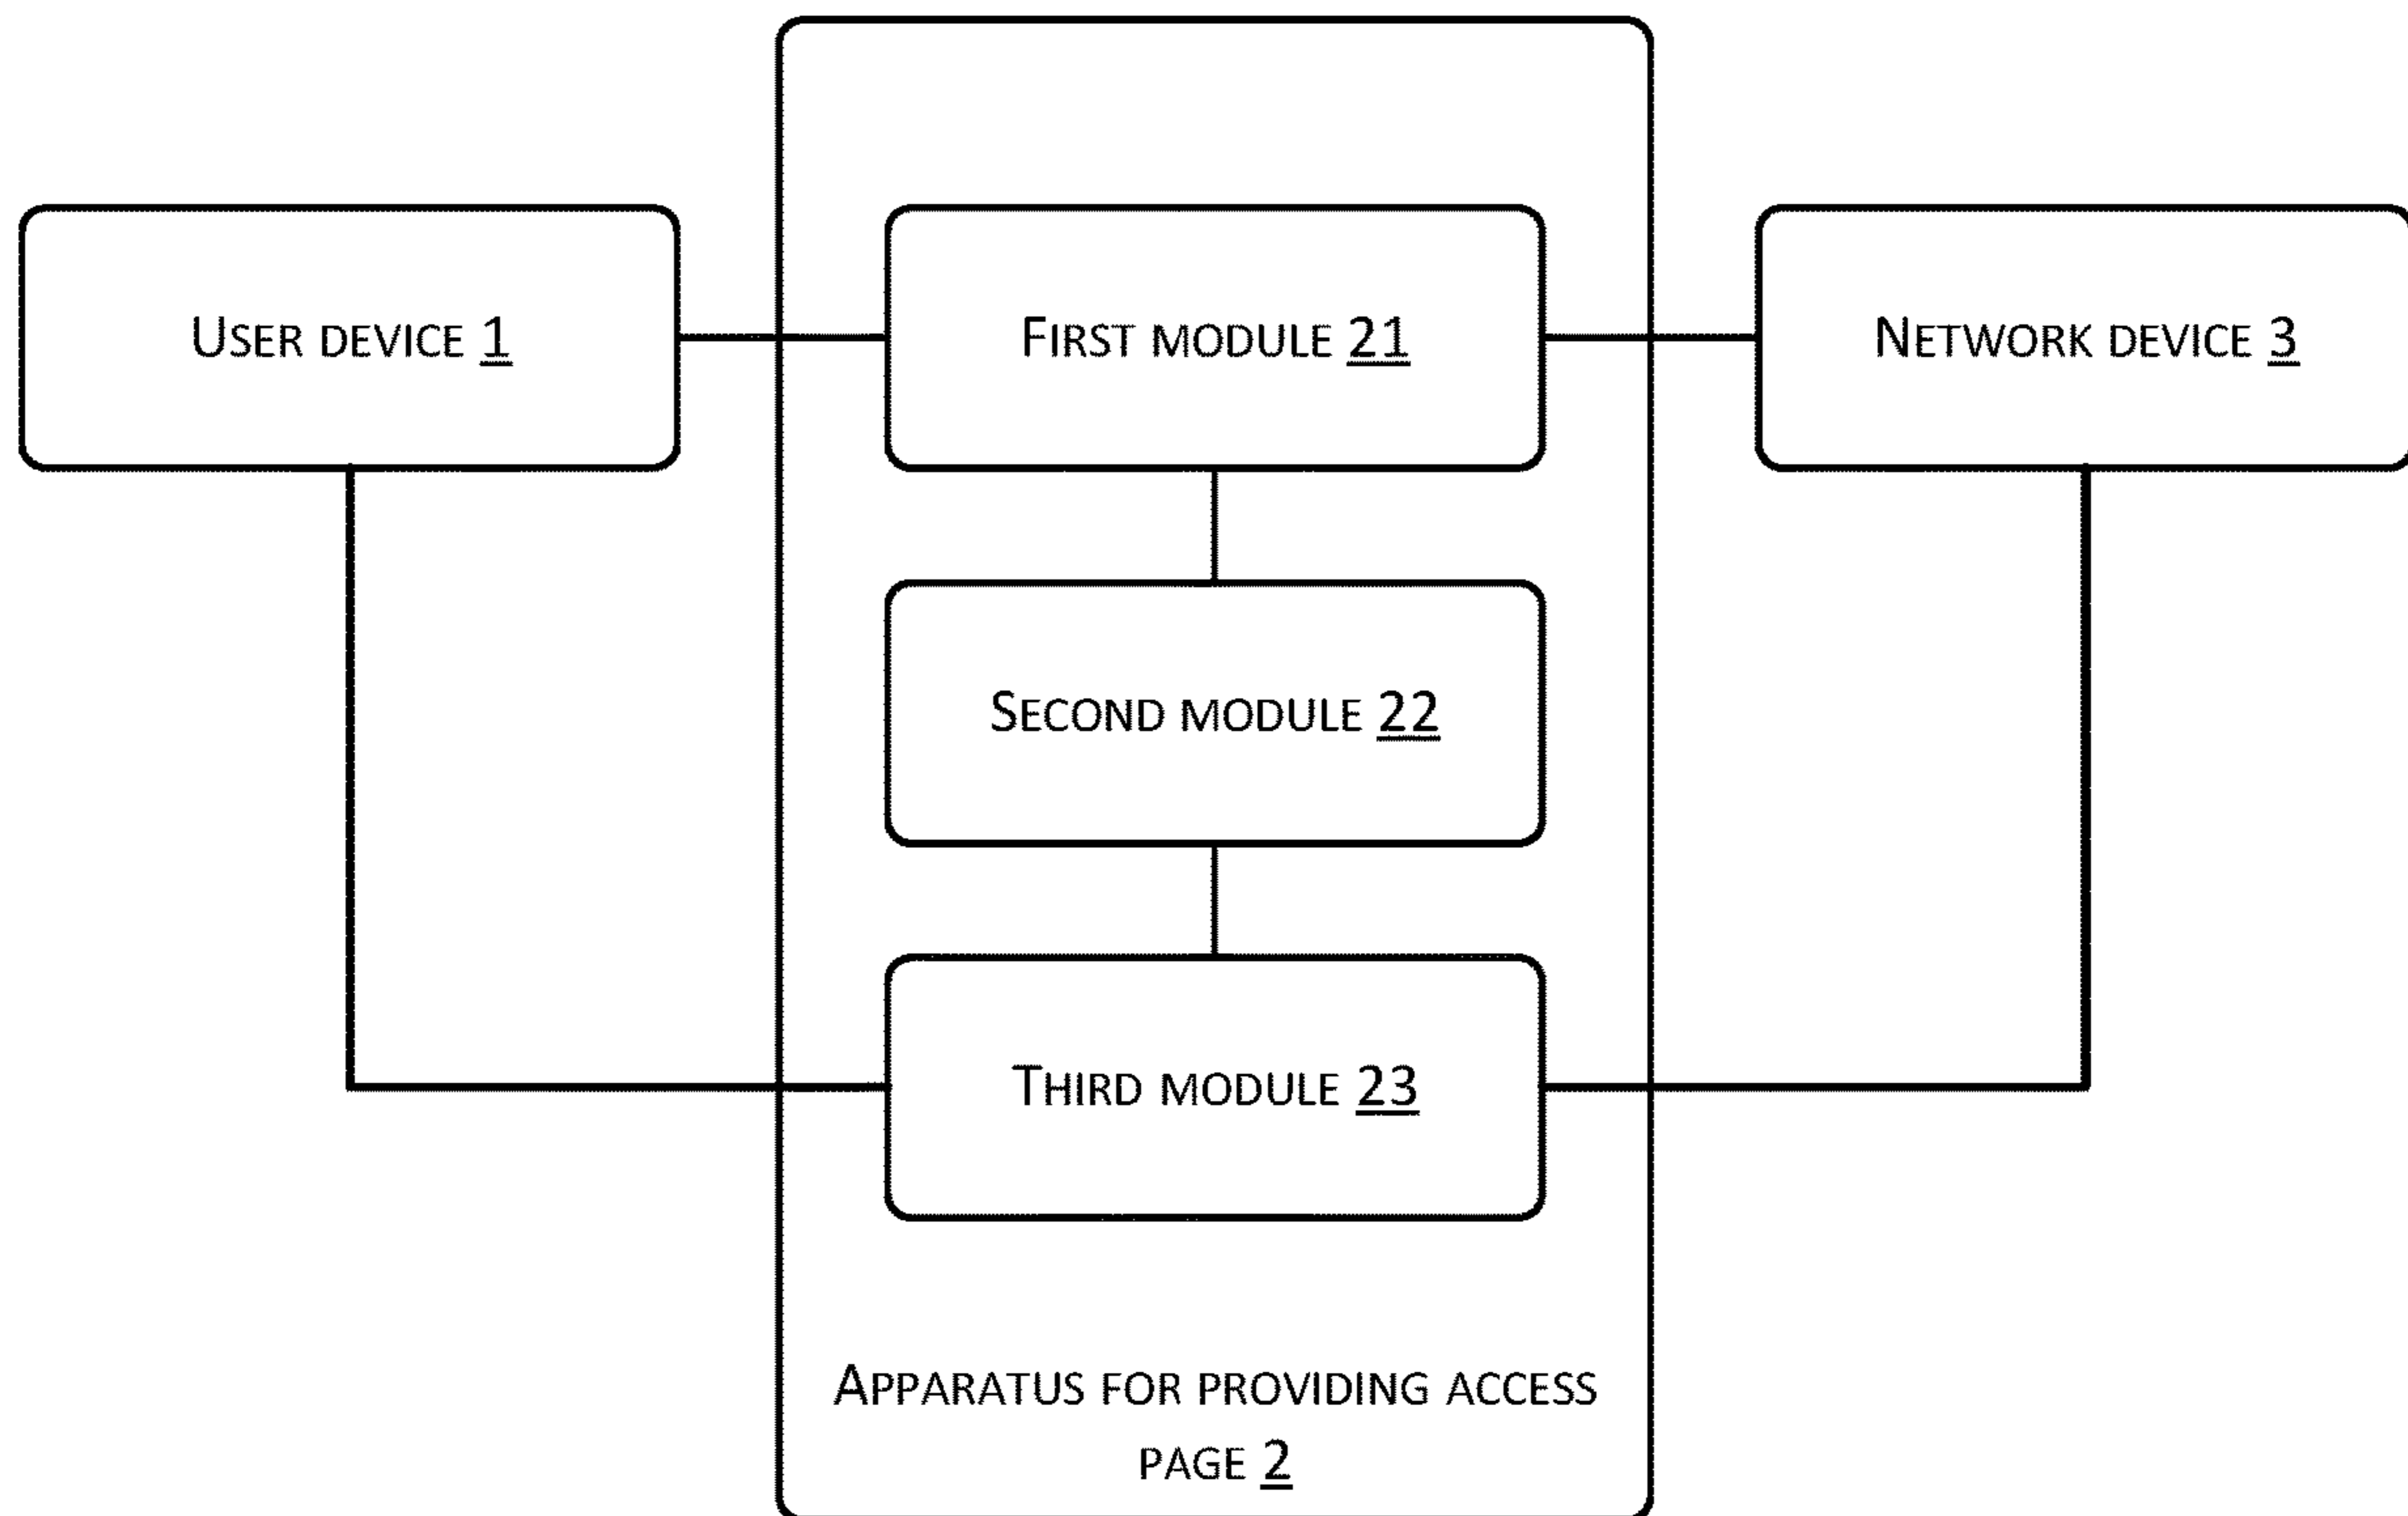 USER DEVICE 1
FIRST MODULE 21
NETWORK DEVICE 3
SECOND MODULE 22
THIRD MODULE 23
APPARATUS FOR PROVIDING ACCESS
PAGE 2